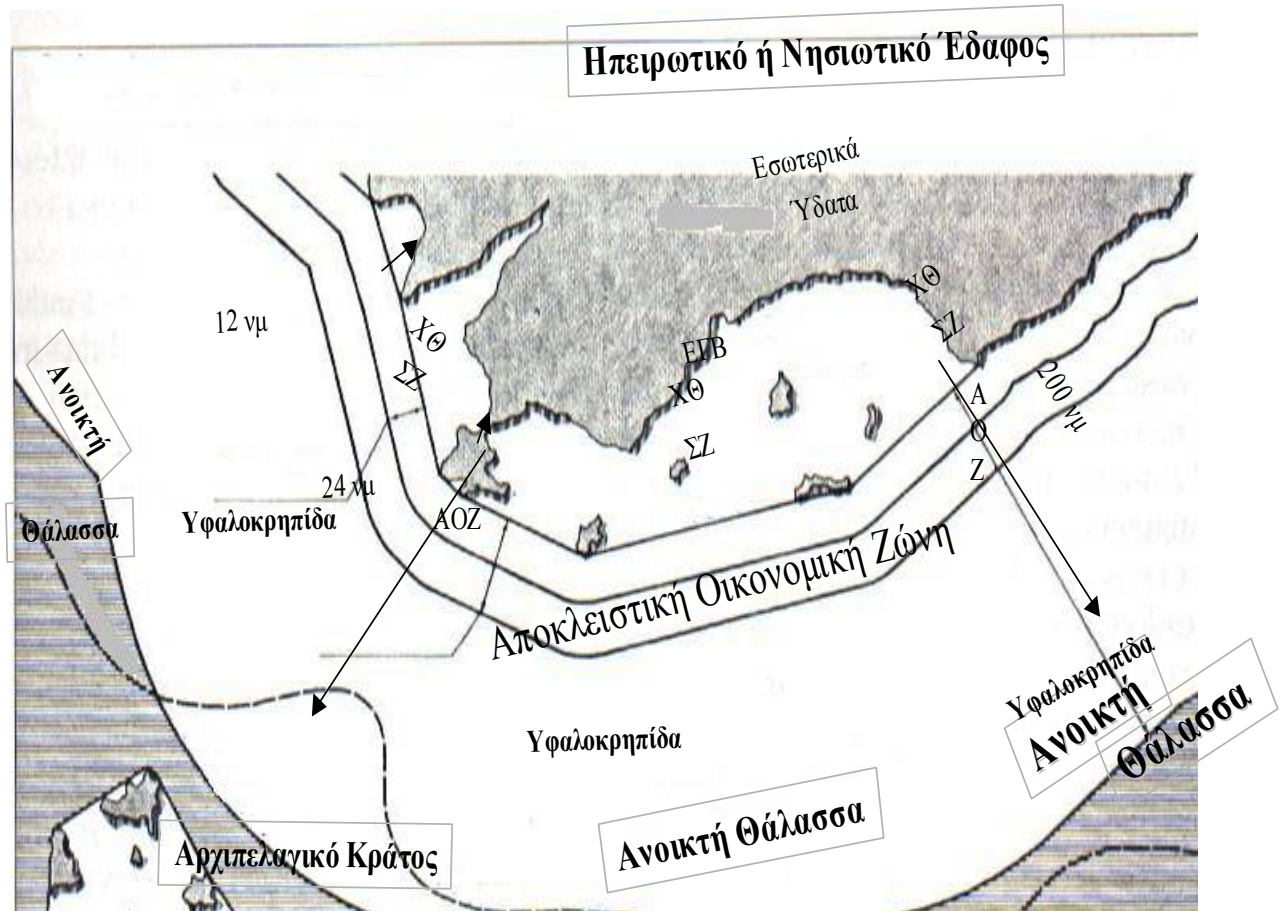 Ηπειρωτικό ή Νησιωτικό Έδαφος
Εσωτερικά
Ύδατα
ΧΘ
ΣΖ
12 νμ
ΧΘ
ΣΖ
ΕΓΒ
ΧΘ
ΣΖ
200 νμ
Α
Ο
Ζ
Ανοικτή
Θάλασσα
24 νμ
Υφαλοκρηπίδα
ΑΟΖ
Αποκλειστική Οικονομική Ζώνη
Υφαλοκρηπίδα
Ανοικτή
Θάλασσα
Υφαλοκρηπίδα
Ανοικτή Θάλασσα
Αρχιπελαγικό Κράτος